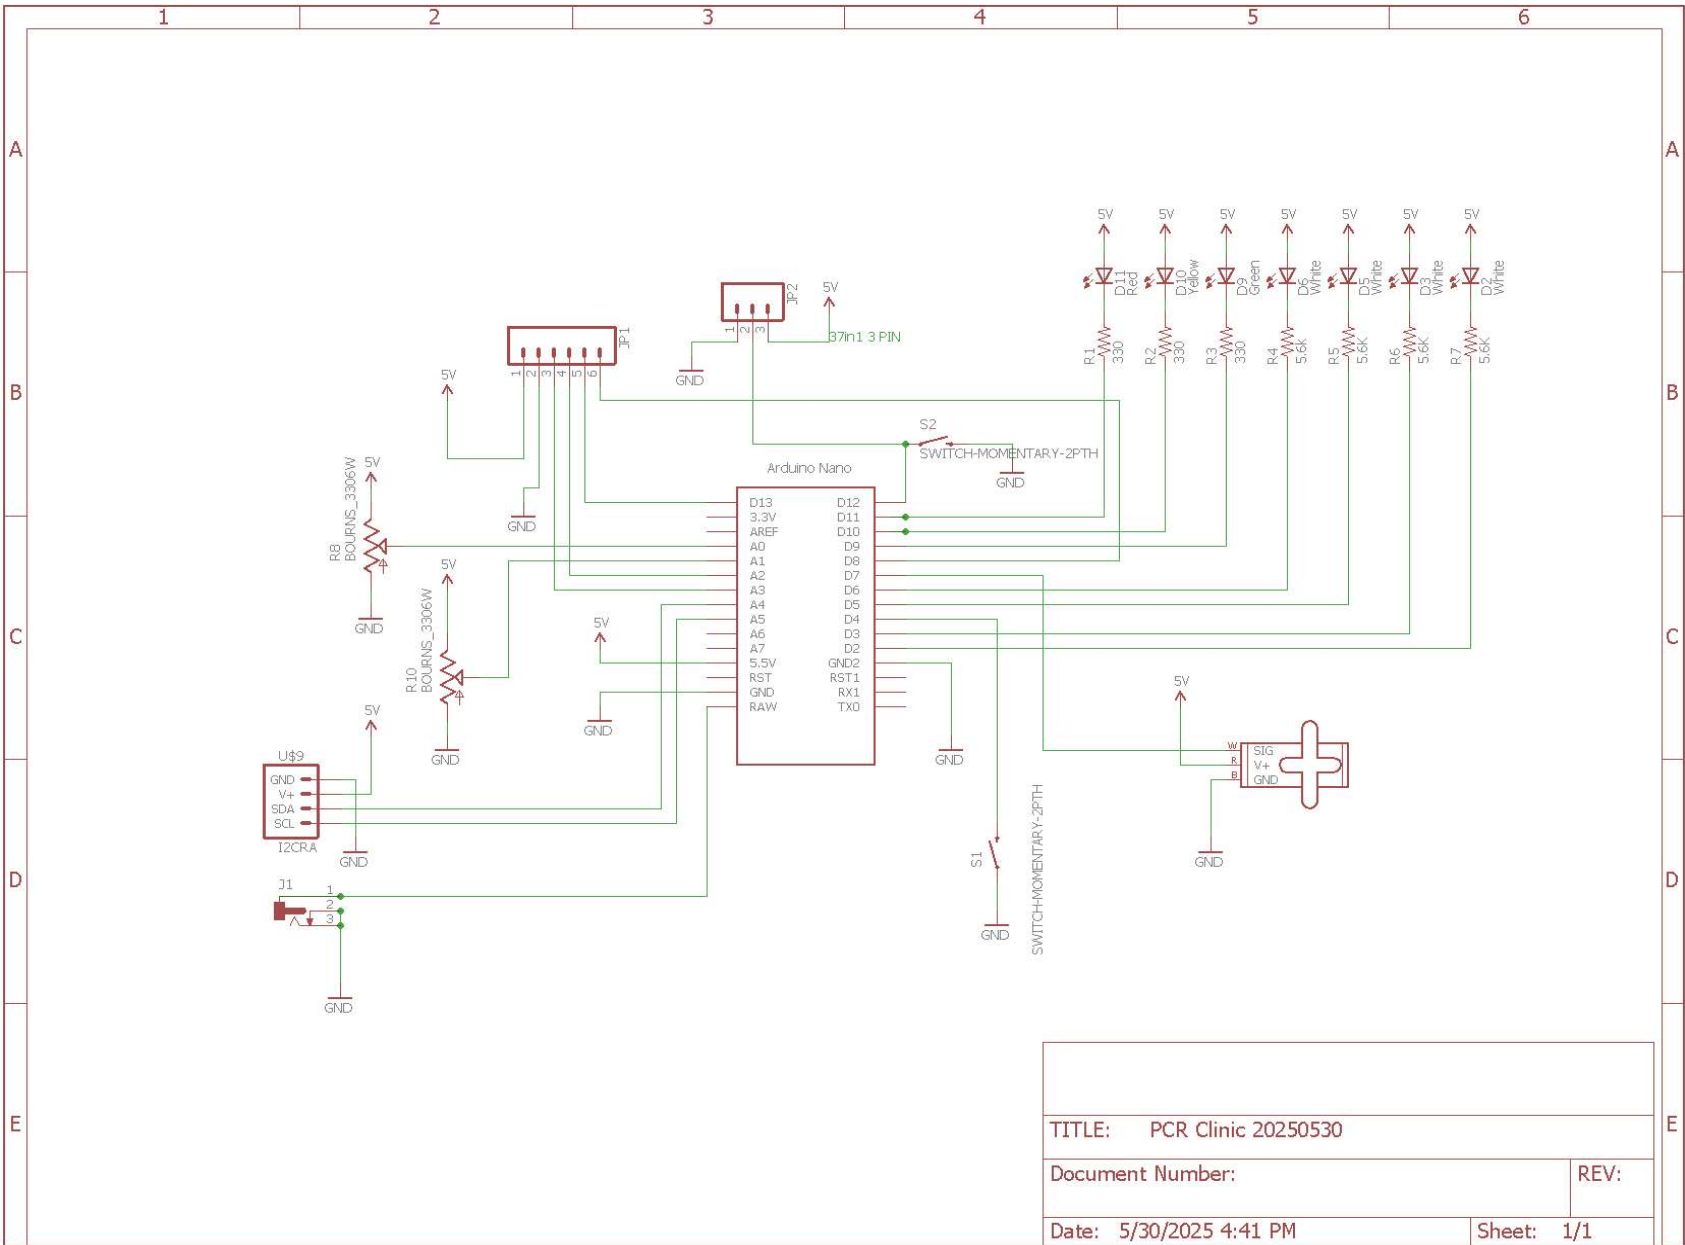 1 2 3 4 5 6
A A
5V 5V 5V 5V 5V 5V 5V
D11 Red
D10 Yellow
D9 Green
D6 White
D5 White
D3 White
D2 White
R1 330
R2 330
R3 330
R4 5.6k
R5 5.6K
R6 5.6K
R7 5.6K
JP2
1 2 3
5V
37in1 3 PIN
GND
JP1
1 2 3 4 5 6
5V
GND
B B
S2
SWITCH-MOMENTARY-2PTH
GND
Arduino Nano
D13 D12
3.3V D11
AREF D10
A0 D9
A1 D8
A2 D7
A3 D6
A4 D5
A5 D4
A6 D3
A7 D2
5.5V GND2
RST RST1
GND RX1
RAW TX0
5V
R8
BOURNS_3306W
GND
5V
R10
BOURNS_3306W
GND
C C
5V
GND
GND
5V
U$9
GND
V+
SDA
SCL
I2CRA
GND
5V
W SIG
R V+
B GND
GND
S1
SWITCH-MOMENTARY-2PTH
GND
D D
J1
1
2
3
GND
E E
TITLE: PCR Clinic 20250530
Document Number:
REV:
Date: 5/30/2025 4:41 PM
Sheet: 1/1